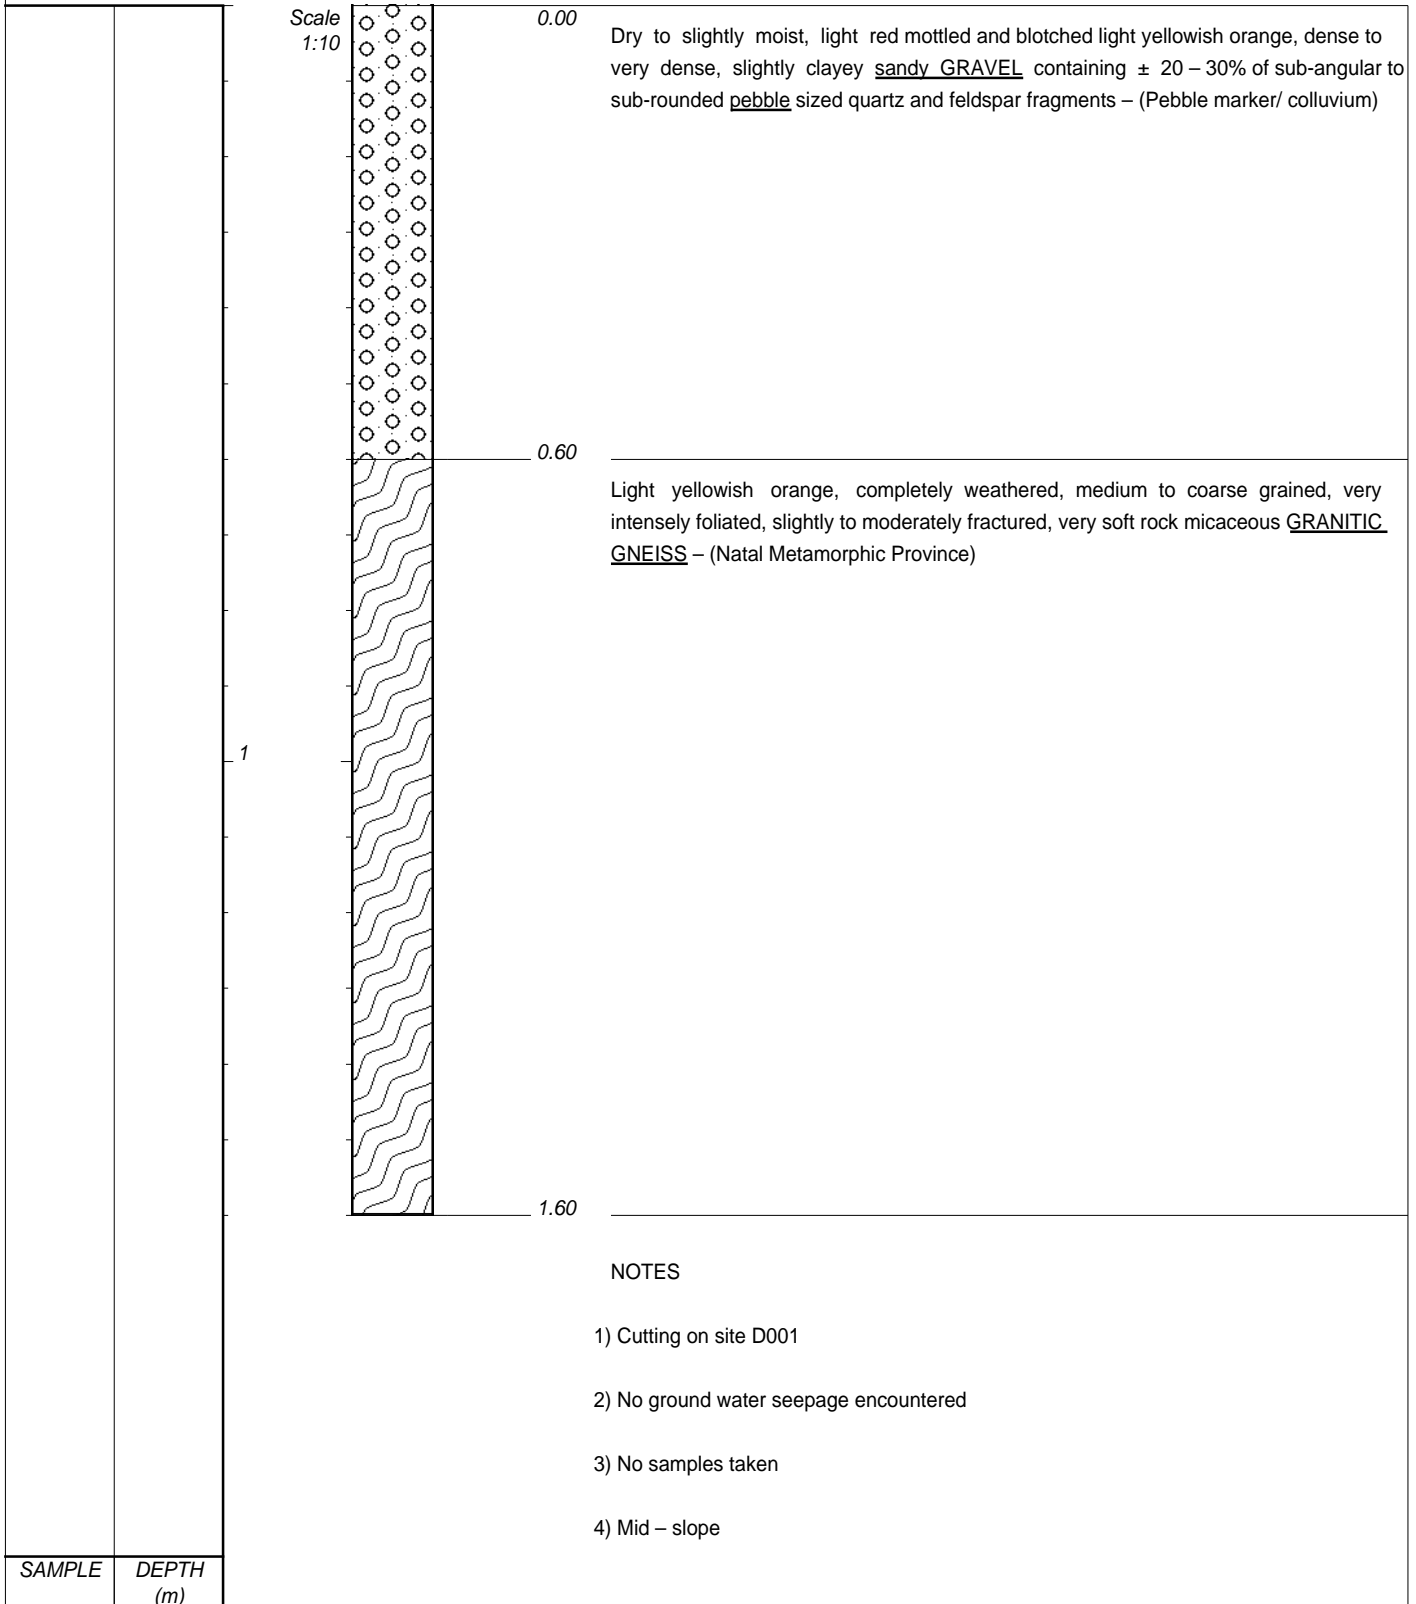 Scale
1:10
0.00
Dry to slightly moist, light red mottled and blotched light yellowish orange, dense to
very dense, slightly clayey sandy GRAVEL containing ± 20 – 30% of sub-angular to
sub-rounded pebble sized quartz and feldspar fragments – (Pebble marker/ colluvium)
0.60
Light yellowish orange, completely weathered, medium to coarse grained, very
intensely foliated, slightly to moderately fractured, very soft rock micaceous GRANITIC
GNEISS – (Natal Metamorphic Province)
1
1.60
NOTES
1) Cutting on site D001
2) No ground water seepage encountered
3) No samples taken
4) Mid – slope
SAMPLE
DEPTH
(m)